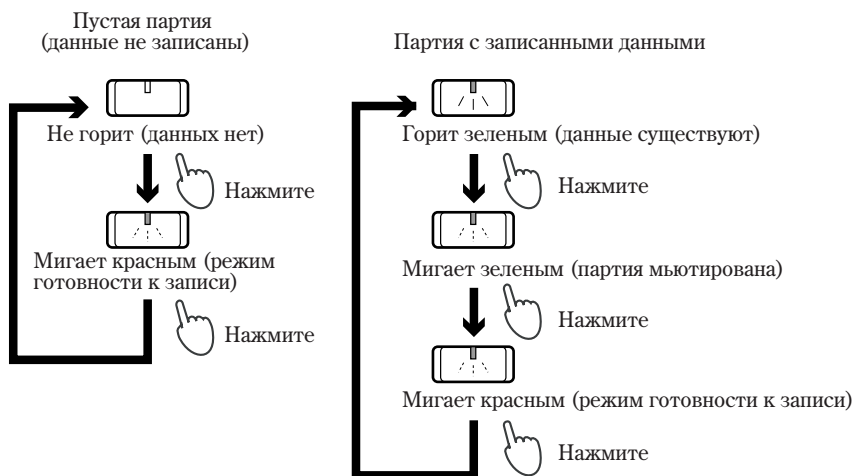 Пустая партия
(данные не записаны)
Не горит (данных нет)
Нажмите
Мигает красным (режим
готовности к записи)
Нажмите
Партия с записанными данными
Горит зеленым (данные существуют)
Нажмите
Мигает зеленым (партия мьютирована)
Нажмите
Мигает красным (режим готовности к записи)
Нажмите